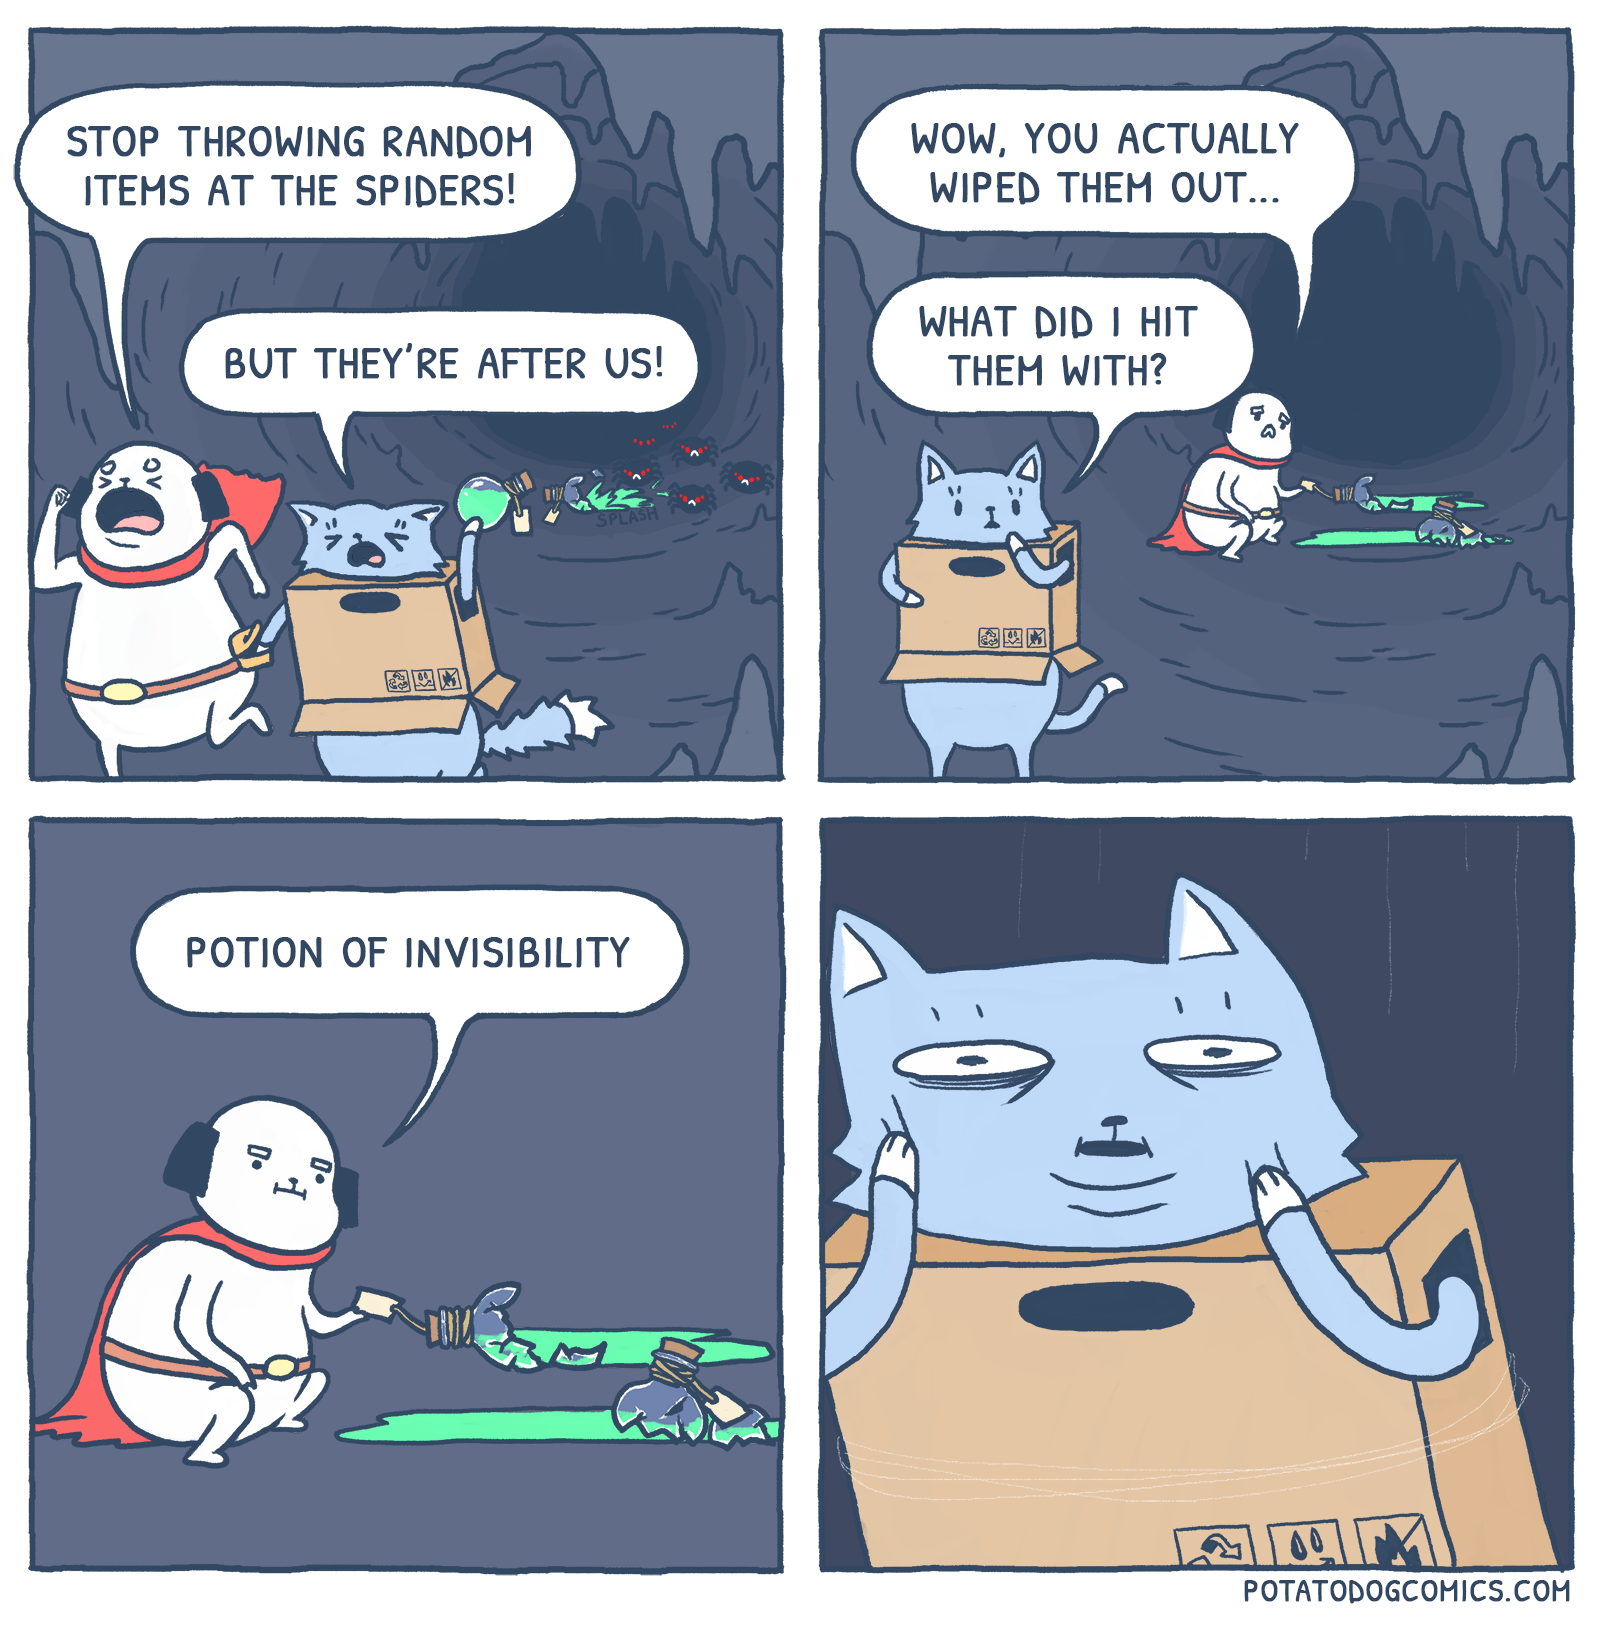 STOP THROWING RANDOM
ITEMS AT THE SPIDERS!
BUT THEY'RE AFTER US!
SPLASH
WOW, YOU ACTUALLY
WIPED THEM OUT...
WHAT DID I HIT
THEM WITH?
POTION OF INVISIBILITY
POTATODOGCOMICS.COM